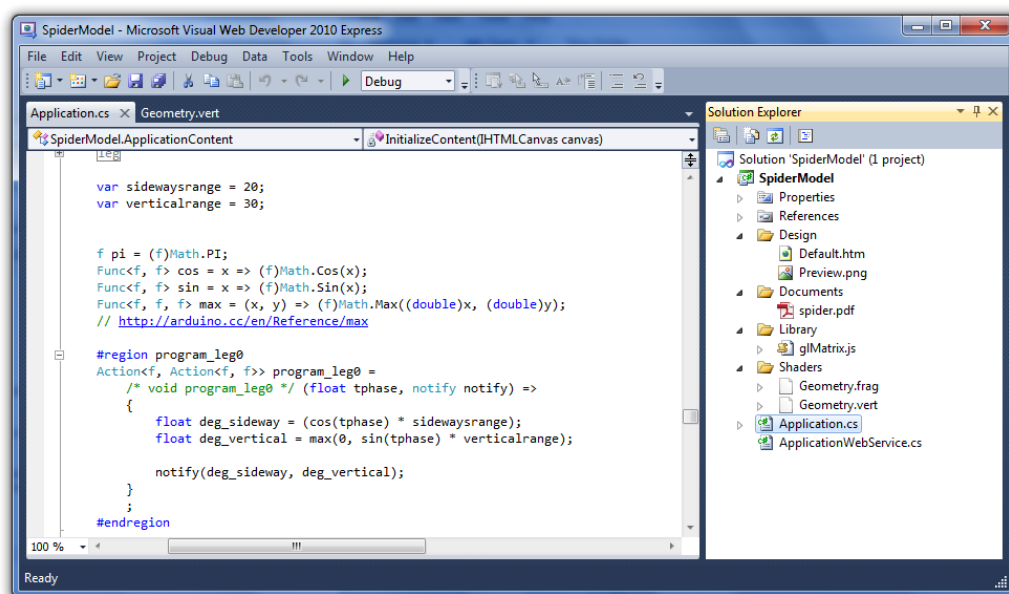 SpiderModel - Microsoft Visual Web Developer 2010 Express
File Edit View Project Debug Data Tools Window Help
Debug
Application.cs Geometry.vert
SpiderModel.ApplicationContent InitializeContent(IHTMLCanvas canvas)
leg
var sidewaysrange = 20;
var verticalrange = 30;
f pi = (f)Math.PI;
Func<f, f> cos = x => (f)Math.Cos(x);
Func<f, f> sin = x => (f)Math.Sin(x);
Func<f, f, f> max = (x, y) => (f)Math.Max((double)x, (double)y);
// http://arduino.cc/en/Reference/max
#region program_leg0
Action<f, Action<f, f>> program_leg0 =
/* void program_leg0 */ (float tphase, notify notify) =>
{
float deg_sideway = (cos(tphase) * sidewaysrange);
float deg_vertical = max(0, sin(tphase) * verticalrange);
notify(deg_sideway, deg_vertical);
}
;
#endregion
100 %
Solution Explorer
Solution 'SpiderModel' (1 project)
SpiderModel
Properties
References
Design
Default.htm
Preview.png
Documents
spider.pdf
Library
glMatrix.js
Shaders
Geometry.frag
Geometry.vert
Application.cs
ApplicationWebService.cs
Ready